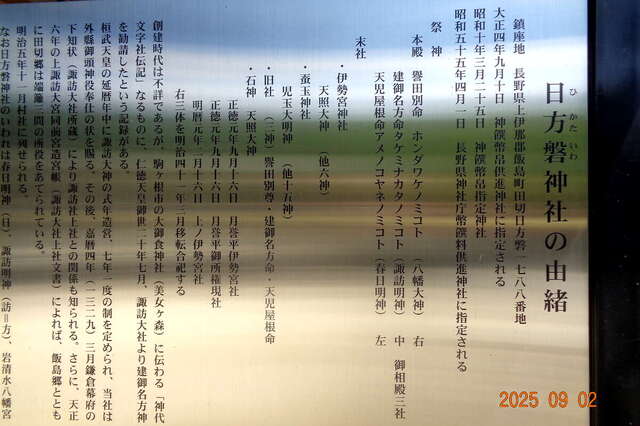 日方磐神社の由緒
ひかたいわ
鎮座地　長野県上伊那郡飯島町田切日方磐一七八八番地
大正四年九月十日　神饌幣帛供進神社に指定される
昭和十年三月二十五日　神饌幣帛指定神社
昭和五十五年四月一日　長野県神社庁幣饌料供進神社に指定される
祭神
本殿　誉田別命　ホンダワケノミコト　（八幡大神）　右
建御名方命タケミナカタノミコト　（諏訪明神）　中　御相殿三社
天児屋根命アメノコヤネノミコト　（春日明神）　左
末社
・伊勢宮神社
天照大神　（他六神）
・蚕玉神社
児玉大明神　（他十五神）
・旧社　（三神）誉田別尊・建御名方命・天児屋根命
・石神　天照大神
正徳元年九月十六日　月誉平伊勢宮社
正徳元年九月十六日　月誉平御所権現社
明暦元年九月十六日　上ノ伊勢宮社
右三体を明治四十一年三月移転合祀する
創建時代は不詳であるが、駒ヶ根市の大御食神社（美女ヶ森）に伝わる「神代
文字社伝記」なるものに、仁徳天皇御世三十年七月、諏訪大社より建御名方神
を勧請したという記録がある。
桓武天皇の延暦年中に諏訪大神の式年造営、七年一度の制を定められ、当社は
外縣御頭神役奉仕の状を賜る。その後、嘉暦四年（一三二九）三月鎌倉幕府の
下知状（諏訪大社所蔵）により諏訪上社との関係も知られる。さらに、天正
六年の上諏訪大宮同前宮造宮帳（諏訪大社上社文書）によれば、飯島郷ととも
に田切郷は端籬二間の所役をあてられている。
明治五年十一月村社に列せられる。
なお日方磐神社のいわれは春日明神（日）、諏訪明神（訪＝方）、岩清水八幡宮
2025 09 02